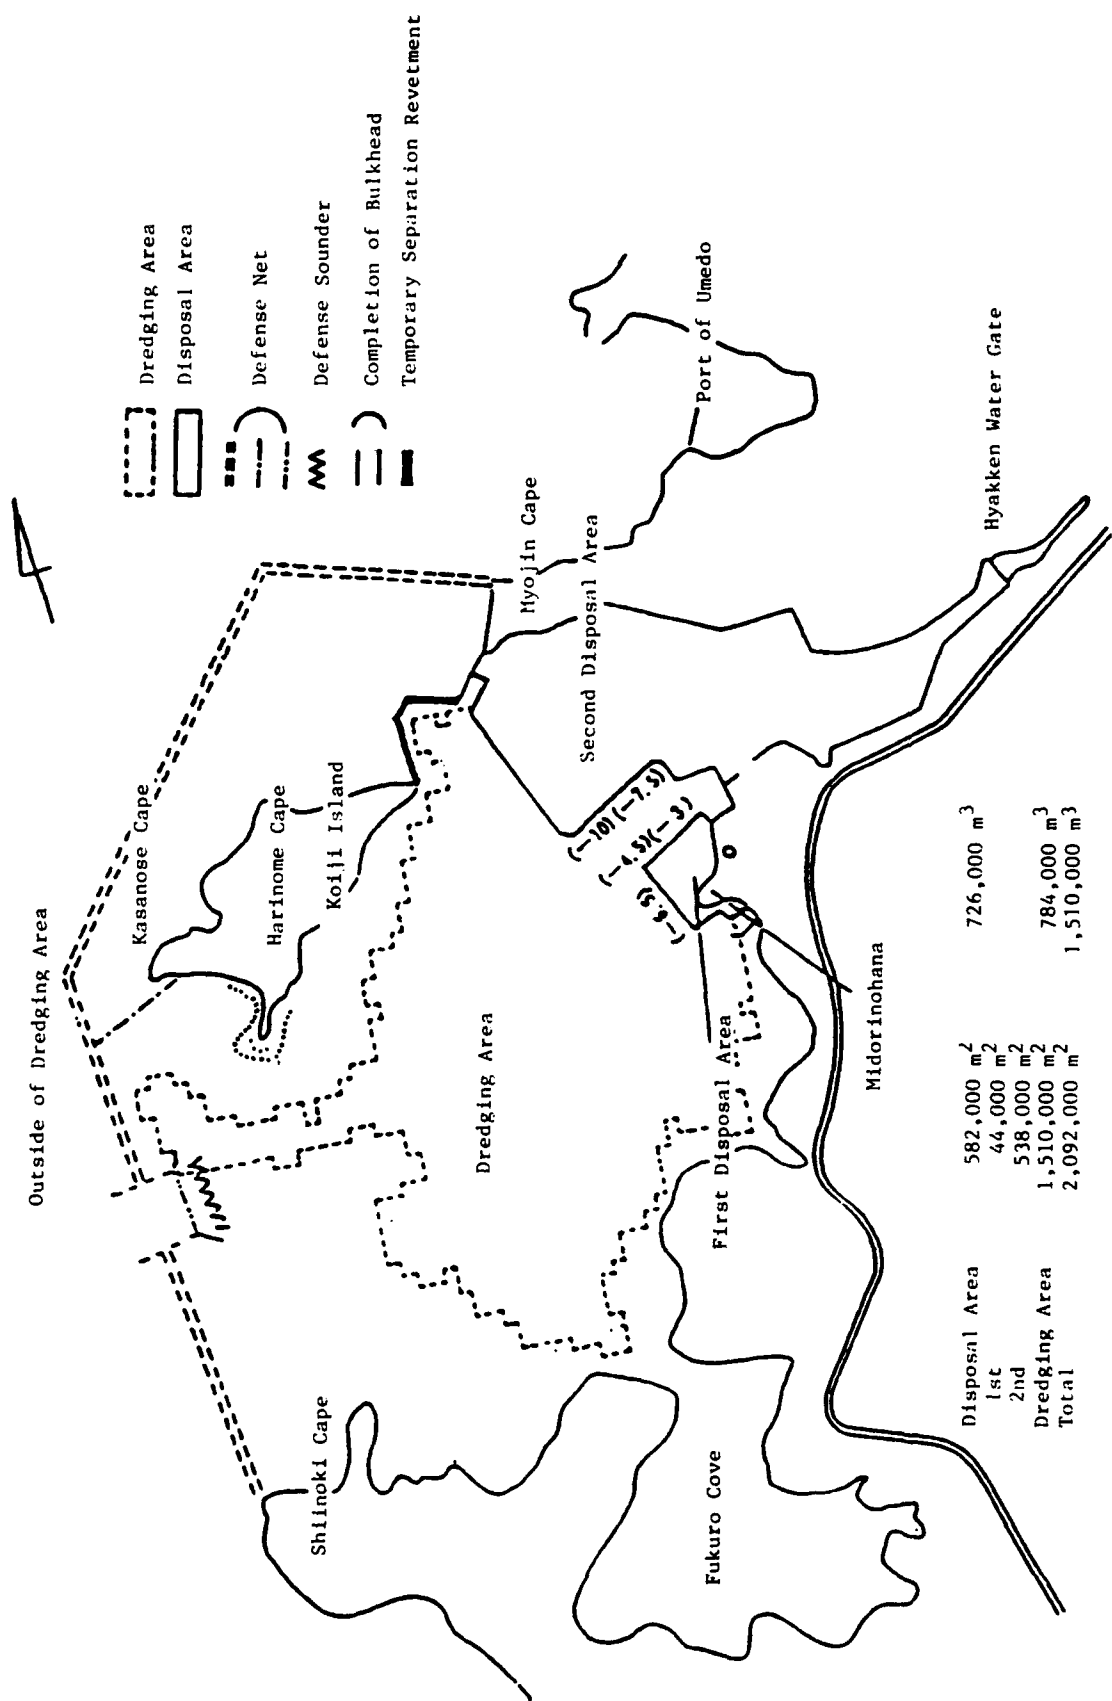 Outside of Dredging Area
Dredging Area
Disposal Area
Defense Net
Defense Sounder
Completion of Bulkhead
Temporary Separation Revetment
Kasanose Cape
Harinome Cape
Koiji Island
Shiinoki Cape
Dredging Area
Myojin Cape
Second Disposal Area
Port of Umedo
(-10)(-7.5)
(-4.5)(-3)
(-6.5)
Fukuro Cove
First Disposal Area
Midorinohana
Hyakken Water Gate
Disposal Area 582,000 m² 726,000 m³
1st 44,000 m²
2nd 538,000 m²
Dredging Area 1,510,000 m² 784,000 m³
Total 2,092,000 m² 1,510,000 m³